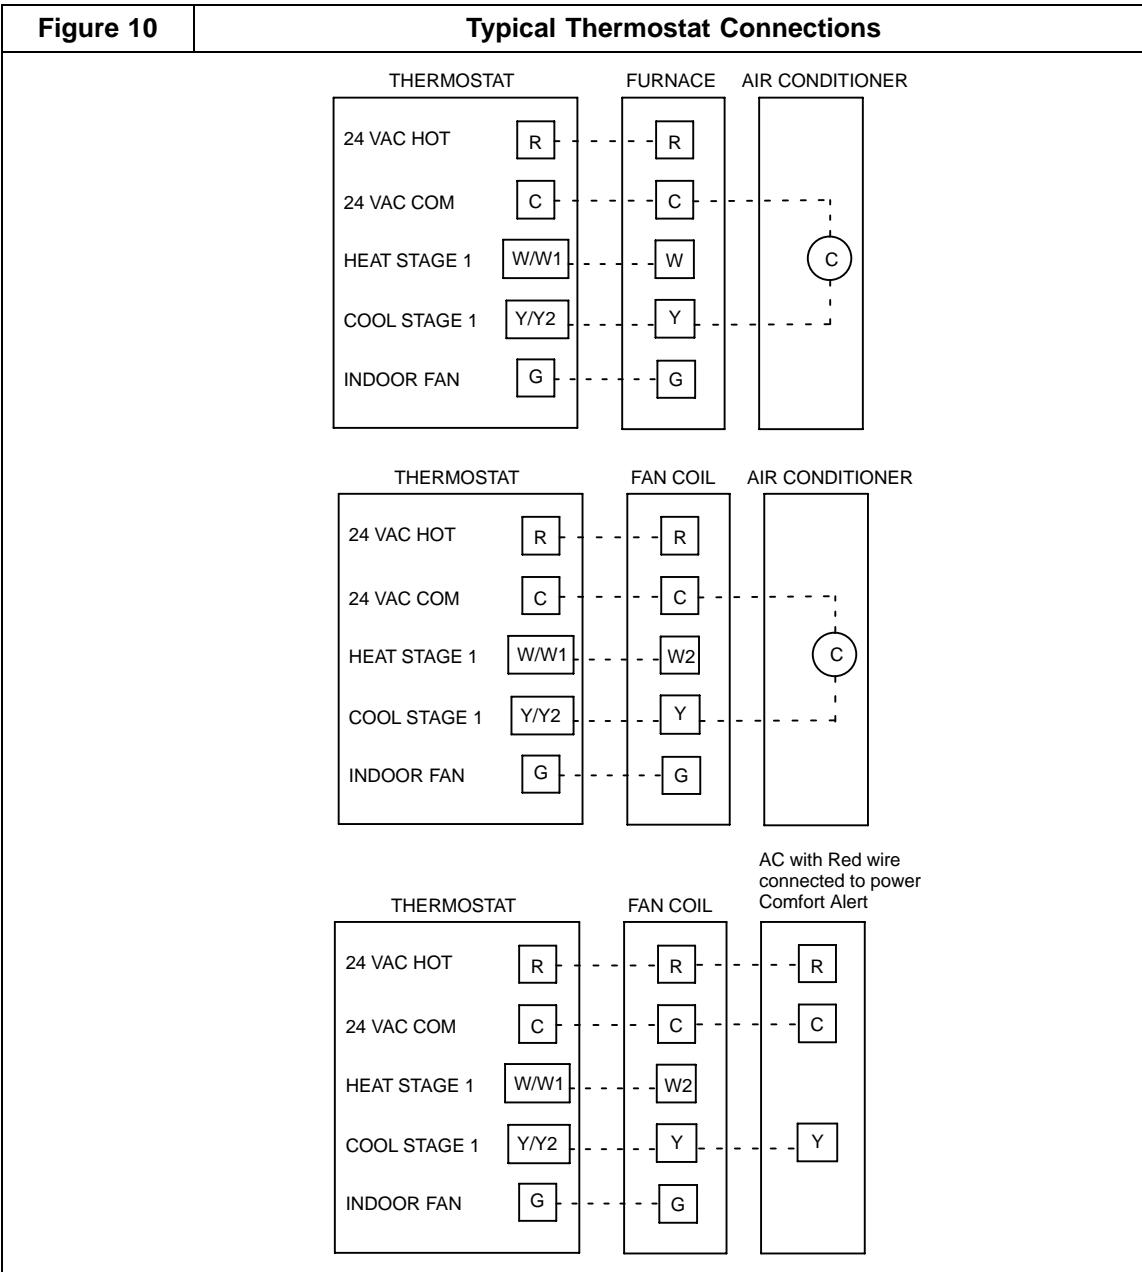 Figure 10 Typical Thermostat Connections
THERMOSTAT FURNACE AIR CONDITIONER
24 VAC HOT R R
24 VAC COM C C
C
HEAT STAGE 1 W/W1 W
COOL STAGE 1 Y/Y2 Y
INDOOR FAN G G
THERMOSTAT FAN COIL AIR CONDITIONER
24 VAC HOT R R
24 VAC COM C C
HEAT STAGE 1 W/W1 W2 C
COOL STAGE 1 Y/Y2 Y
INDOOR FAN G G
AC with Red wire
connected to power
Comfort Alert
THERMOSTAT FAN COIL
24 VAC HOT R R R
24 VAC COM C C C
HEAT STAGE 1 W/W1 W2
COOL STAGE 1 Y/Y2 Y Y
INDOOR FAN G G